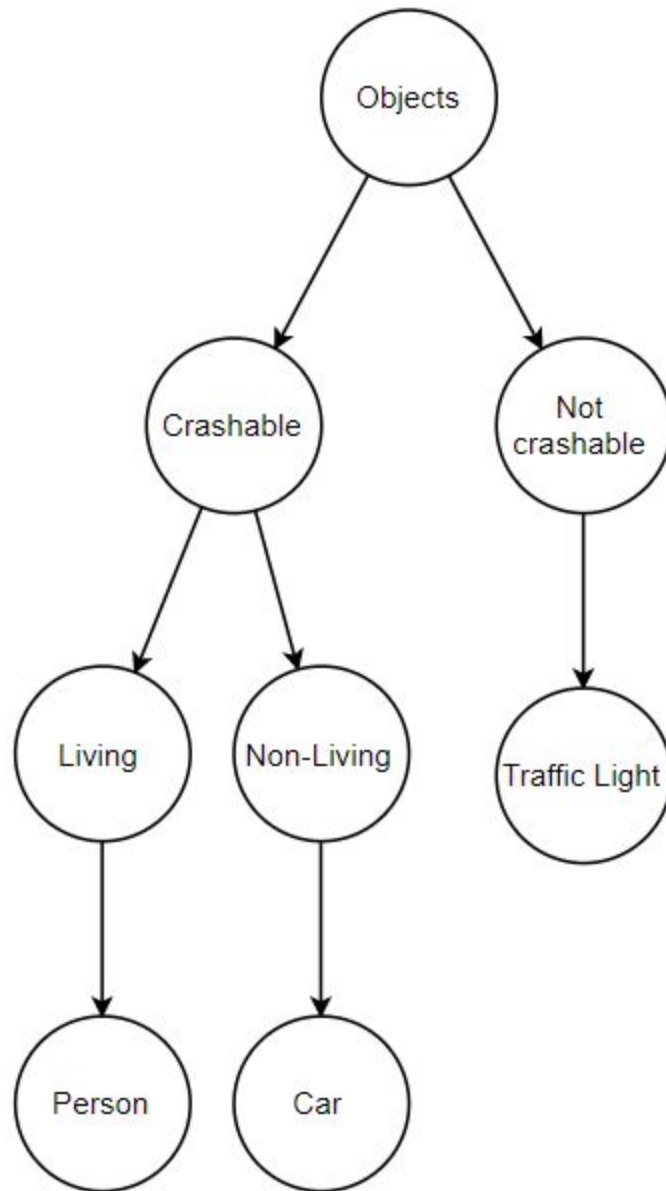 Objects
Crashable
Not
crashable
Living
Non-Living
Traffic Light
Person
Car